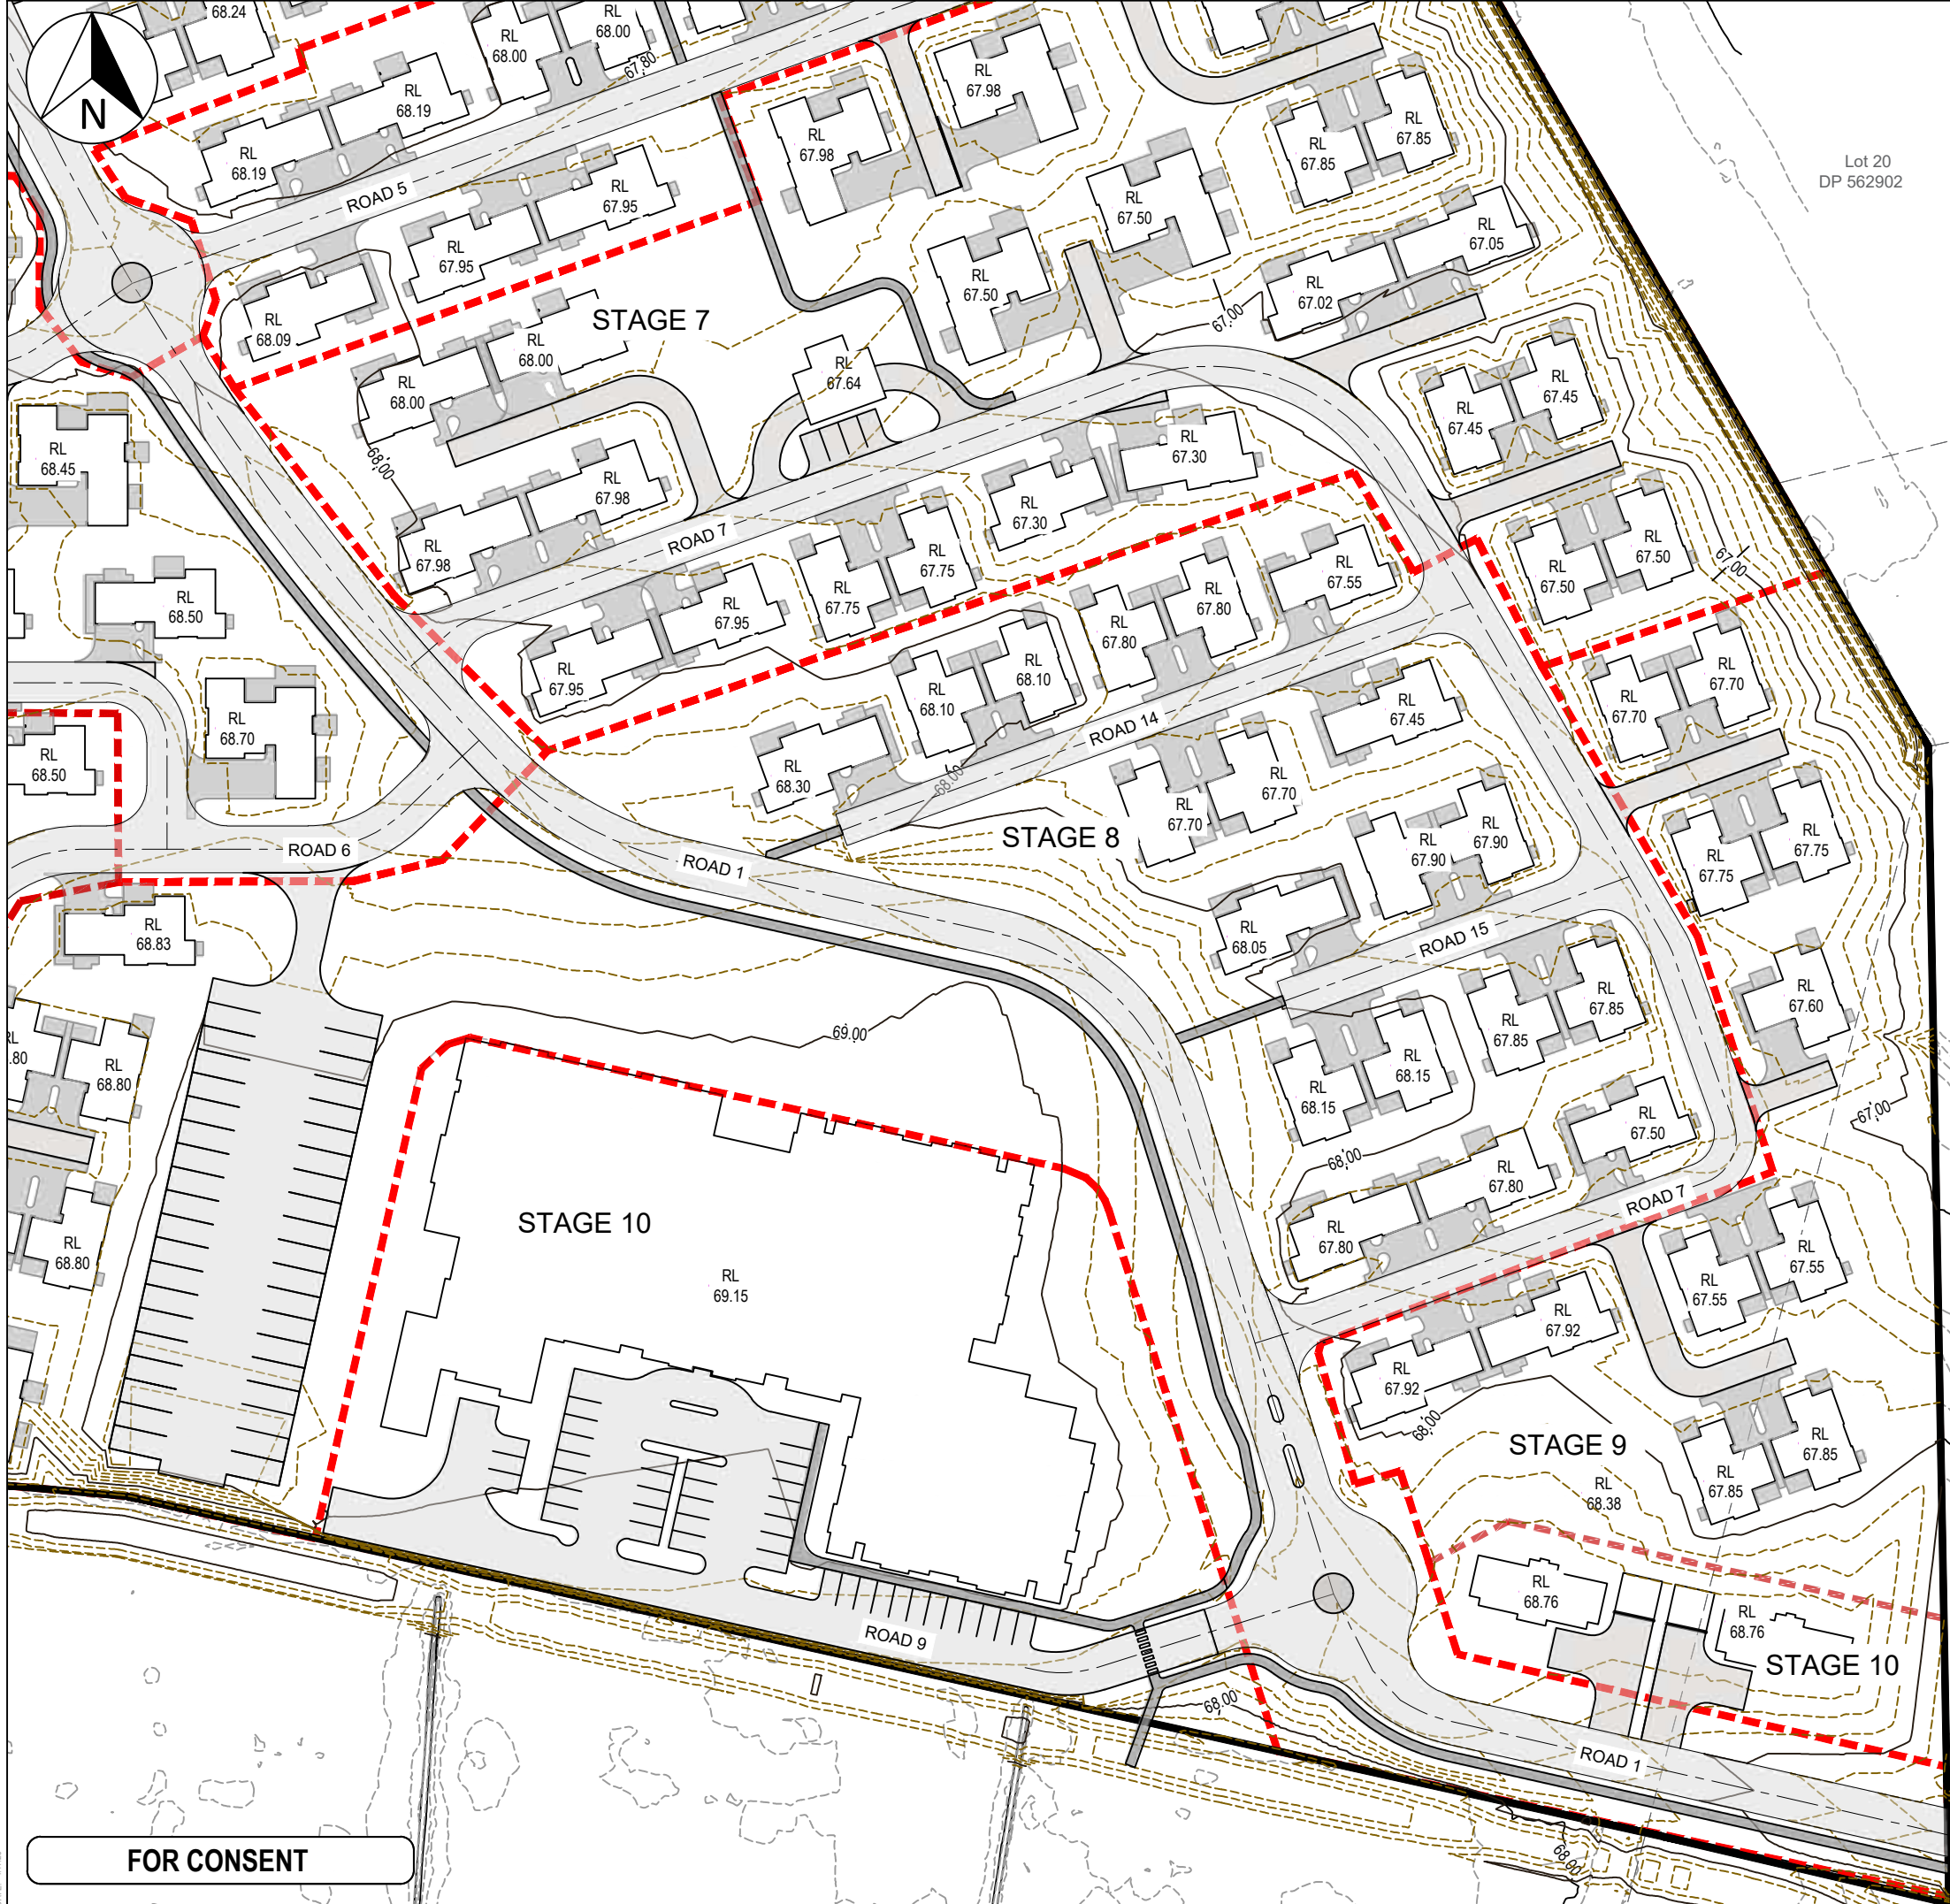 68.24
RL
68.00
RL
68.00
67.80
N
RL
68.19
RL
68.19
RL
67.98
RL
67.98
RL
67.85
RL
67.85
Lot 20
DP 562902
ROAD 5
RL
67.95
RL
67.95
RL
67.50
RL
67.50
RL
67.05
RL
67.02
67.00
RL
68.09
STAGE 7
RL
68.00
RL
68.00
RL
67.64
RL
67.45
RL
67.45
68.00
RL
68.45
RL
67.30
RL
67.30
RL
67.98
RL
67.98
ROAD 7
RL
67.75
RL
67.75
RL
67.50
RL
67.50
67.00
RL
68.50
RL
67.95
RL
67.95
RL
67.80
RL
67.80
RL
67.55
RL
68.10
RL
68.10
RL
67.70
RL
67.70
RL
68.70
RL
68.50
RL
67.45
ROAD 14
RL
68.30
68.00
RL
67.70
RL
67.70
STAGE 8
RL
67.90
RL
67.90
RL
67.75
RL
67.75
ROAD 6
ROAD 1
RL
68.83
RL
68.05
ROAD 15
RL
67.85
RL
67.85
RL
67.60
69.00
RL
.80
RL
68.80
RL
68.15
RL
68.15
67.00
RL
67.50
68.00
RL
67.80
RL
67.80
ROAD 7
STAGE 10
RL
68.80
RL
69.15
RL
67.55
RL
67.55
RL
67.92
RL
67.92
68.00
STAGE 9
RL
68.38
RL
67.85
RL
67.85
RL
68.76
RL
68.76
STAGE 10
ROAD 9
68.00
ROAD 1
68.00
FOR CONSENT